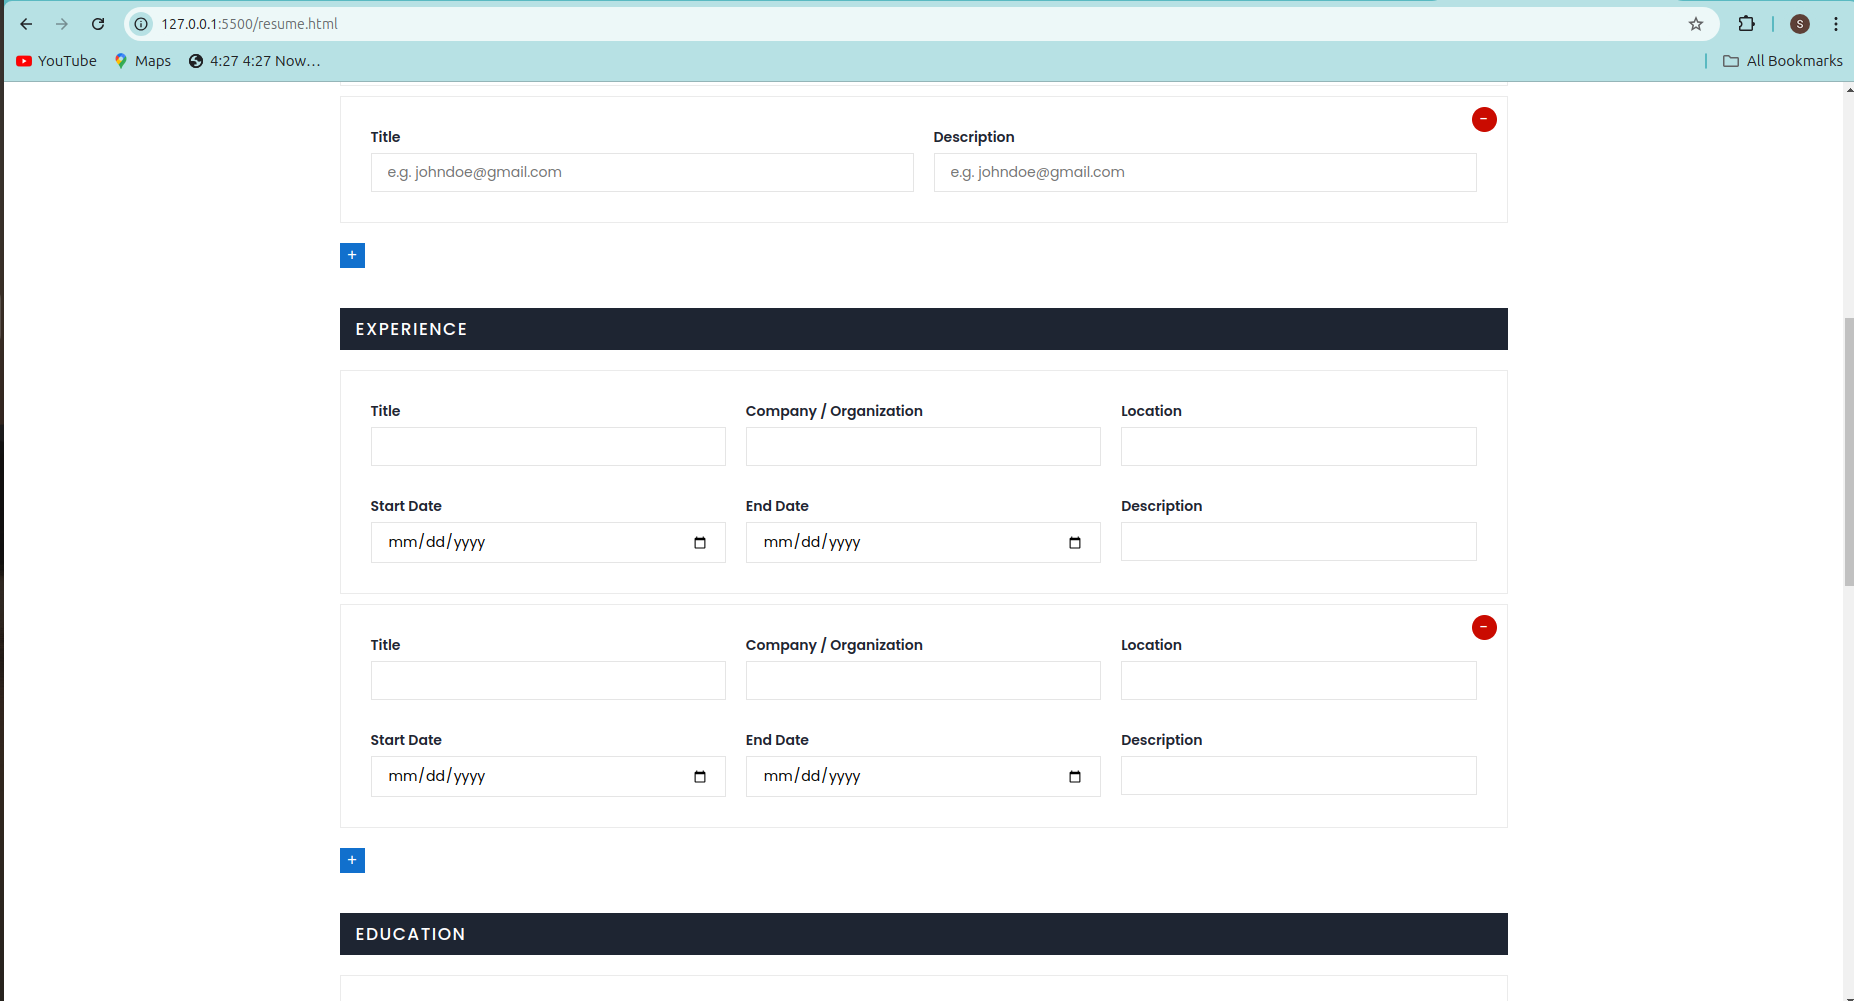 127.0.0.1:5500/resume.html
S
YouTube Maps 4:27 4:27 Now... All Bookmarks
-
Title Description
e.g. johndoe@gmail.com e.g. johndoe@gmail.com
+
EXPERIENCE
Title Company / Organization Location
Start Date End Date Description
mm/dd/yyyy mm/dd/yyyy
-
Title Company / Organization Location
Start Date End Date Description
mm/dd/yyyy mm/dd/yyyy
+
EDUCATION